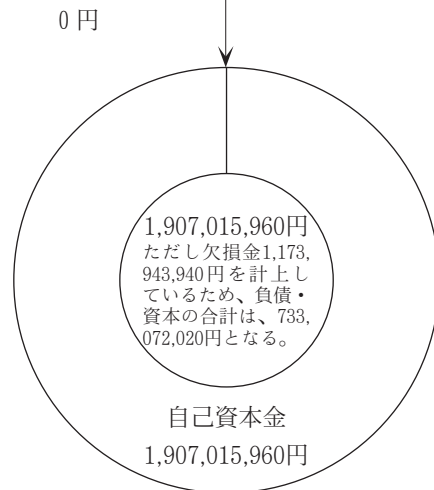 0 円
1,907,015,960円
ただし欠損金1,173,
943,940円を計上し
ているため、負債・
資本の合計は、733,
072,020円となる。
自己資本金
1,907,015,960円